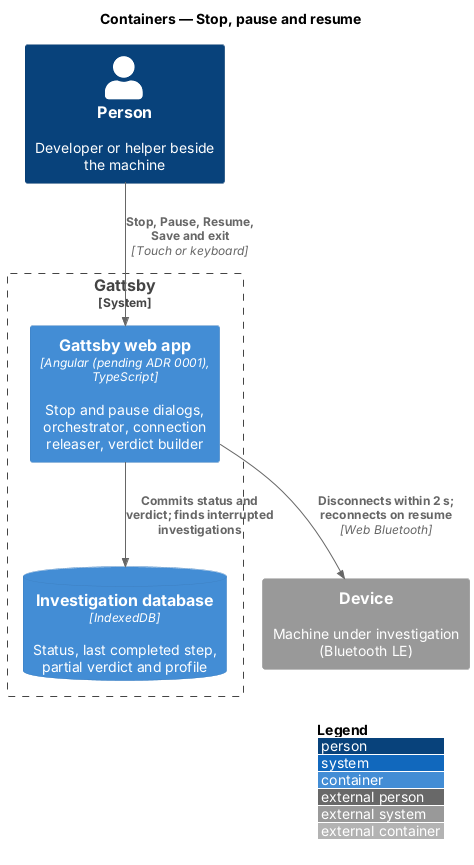 Containers — Stop, pause and resume
Person
Developer or helper beside
the machine
Stop, Pause, Resume,
Save and exit
[Touch or keyboard]
Gattsby
[System]
Gattsby web app
[Angular (pending ADR 0001),
TypeScript]
Stop and pause dialogs,
orchestrator, connection
releaser, verdict builder
Commits status and
verdict; finds interrupted
investigations
Disconnects within 2 s;
reconnects on resume
[Web Bluetooth]
Investigation database
[IndexedDB]
Status, last completed step,
partial verdict and profile
Device
Machine under investigation
(Bluetooth LE)
Legend
person
system
container
external person
external system
external container